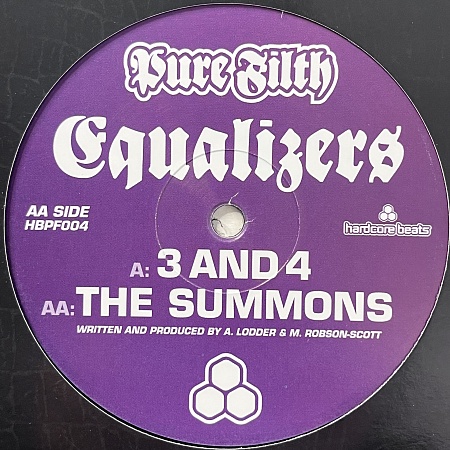 Pure Filth
Equalizers
AA SIDE
HBPF004
hardcore beats
A: 3 AND 4
AA: THE SUMMONS
WRITTEN AND PRODUCED BY A. LODDER & M. ROBSON-SCOTT